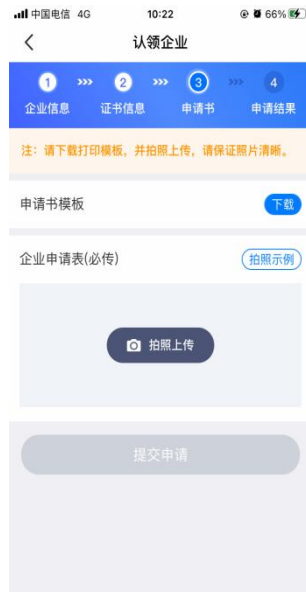 中国电信 4G 10:22 66%
认领企业
1 >>> 2 >>> 3 >>> 4
企业信息 证书信息 申请书 申请结果
注：请下载打印模板，并拍照上传，请保证照片清晰。
申请书模板 下载
企业申请表(必传) 拍照示例
拍照上传
提交申请